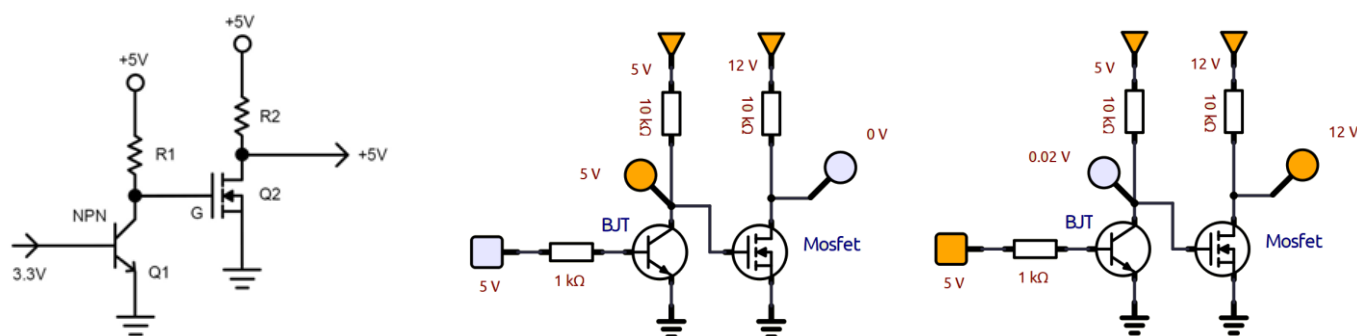 +5V
+5V
R2
R1
+5V
NPN
G
Q2
3.3V
Q1
5 V
12 V
10 kΩ
10 kΩ
0 V
5 V
BJT
Mosfet
5 V
1 kΩ
5 V
12 V
10 kΩ
10 kΩ
12 V
0.02 V
BJT
Mosfet
5 V
1 kΩ